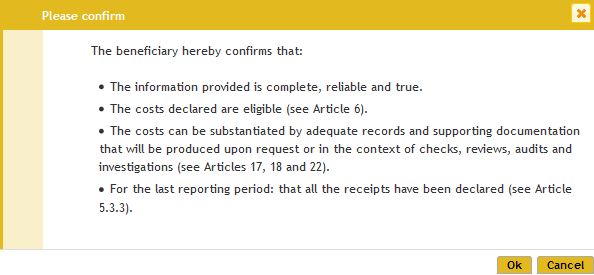 Please confirm
The beneficiary hereby confirms that:
• The information provided is complete, reliable and true.
• The costs declared are eligible (see Article 6).
• The costs can be substantiated by adequate records and supporting documentation
that will be produced upon request or in the context of checks, reviews, audits and
investigations (see Articles 17, 18 and 22).
• For the last reporting period: that all the receipts have been declared (see Article
5.3.3).
Ok Cancel